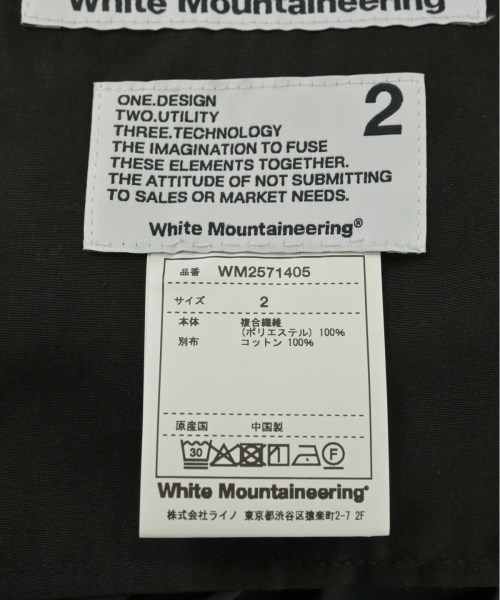 White Mountaineering
ONE.DESIGN 2
TWO.UTILITY
THREE.TECHNOLOGY
THE IMAGINATION TO FUSE
THESE ELEMENTS TOGETHER.
THE ATTITUDE OF NOT SUBMITTING
TO SALES OR MARKET NEEDS.
White Mountaineering®
品番 WM2571405
サイズ 2
本体 複合繊維
(ポリエステル) 100%
別布 コットン 100%
原産国 中国製
30 F
White Mountaineering®
株式会社ライノ 東京都渋谷区猿楽町2-7 2F